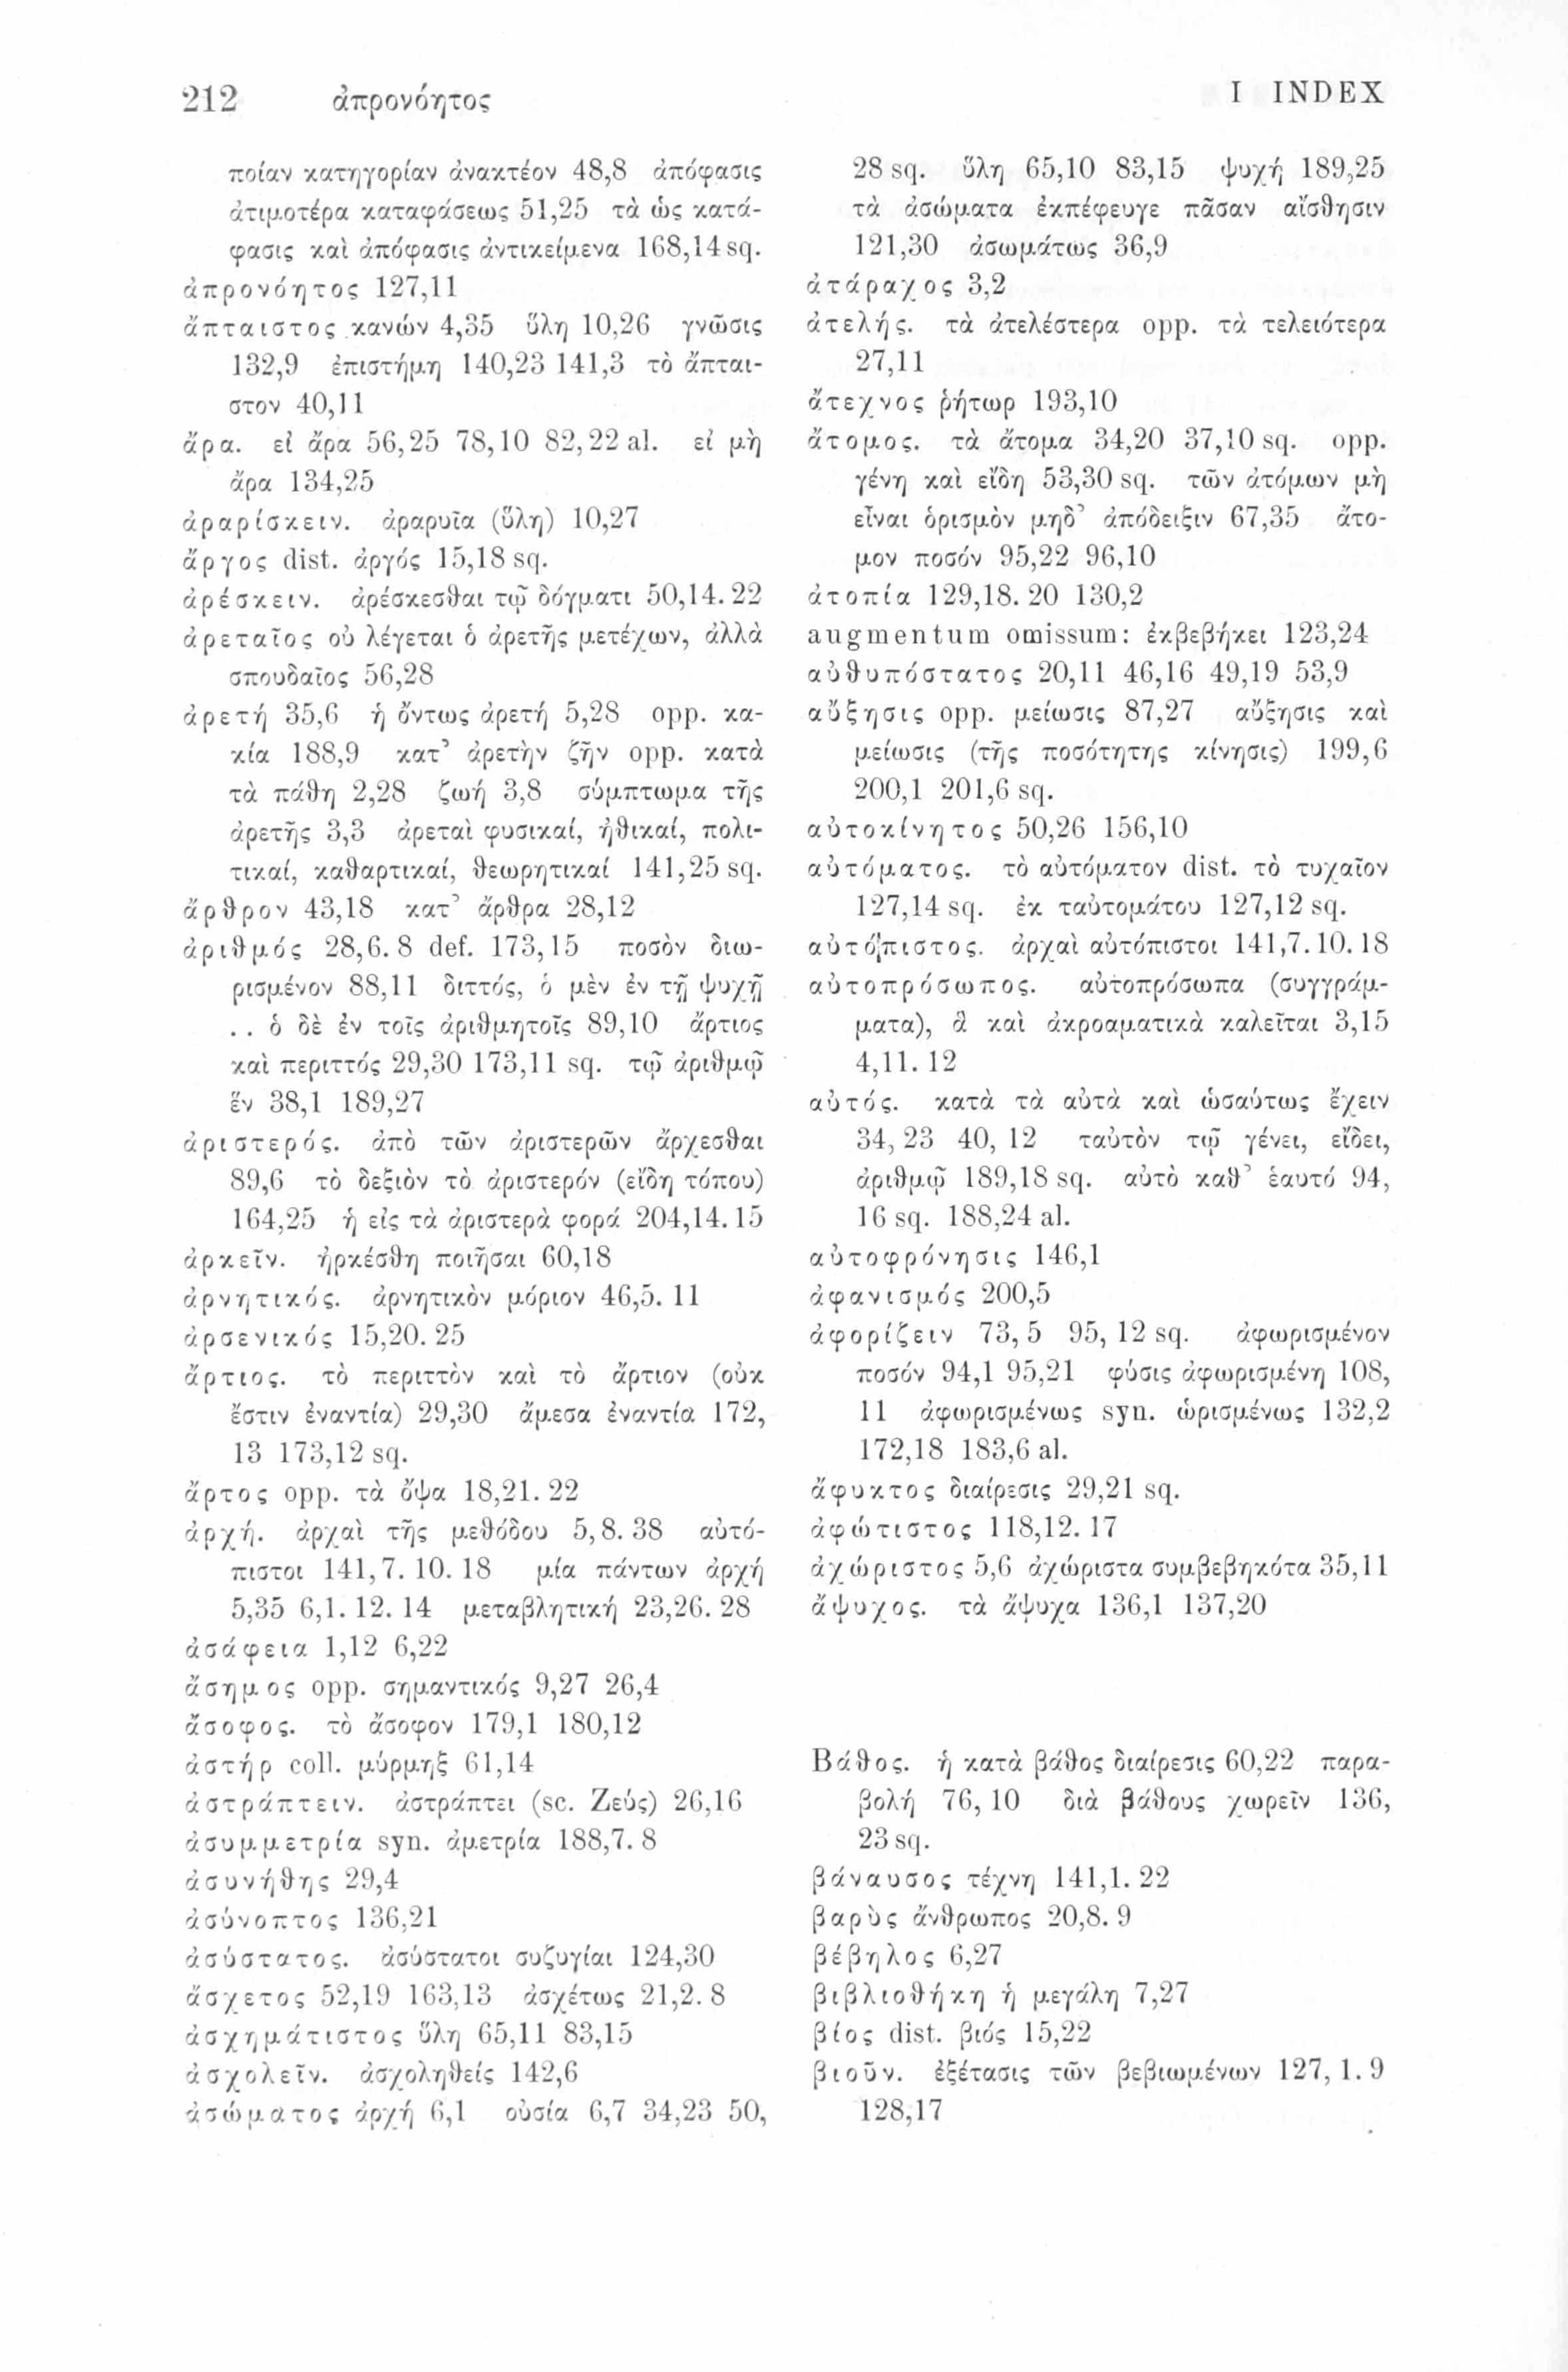 212 ἀπρονόητος I INDEX
ποίαν κατηγορίαν ἀνακτέον 48,8 ἀπόφασις
ἀτιμοτέρα καταφάσεως 51,25 τὰ ὡς κατά-
φασις καὶ ἀπόφασις ἀντικείμενα 168,14 sq.
ἀπρονόητος 127,11
ἄπταιστος κανών 4,35 ὕλη 10,26 γνῶσις
132,9 ἐπιστήμη 140,23 141,3 τὸ ἄπται-
στον 40,11
ἄρα. εἰ ἄρα 56,25 78,10 82,22 al. εἰ μὴ
ἄρα 134,25
ἀραρίσκειν. ἀραρυῖα (ὕλη) 10,27
ἄργος dist. ἀργός 15,18 sq.
ἀρέσκειν. ἀρέσκεσθαι τῷ δόγματι 50,14. 22
ἀρεταῖος οὐ λέγεται ὁ ἀρετῆς μετέχων, ἀλλὰ
σπουδαῖος 56,28
ἀρετή 35,6 ἡ ὄντως ἀρετή 5,28 opp. κα-
κία 188,9 κατ’ ἀρετὴν ζῆν opp. κατὰ
τὰ πάθη 2,28 ζωή 3,8 σύμπτωμα τῆς
ἀρετῆς 3,3 ἀρεταὶ φυσικαί, ἠθικαί, πολι-
τικαί, καθαρτικαί, θεωρητικαί 141,25 sq.
ἄρθρον 43,18 κατ’ ἄρθρα 28,12
ἀριθμός 28,6. 8 def. 173,15 ποσὸν διω-
ρισμένον 88,11 διττός, ὁ μὲν ἐν τῇ ψυχῇ
.. ὁ δὲ ἐν τοῖς ἀριθμητοῖς 89,10 ἄρτιος
καὶ περιττός 29,30 173,11 sq. τῷ ἀριθμῷ
ἕν 38,1 189,27
ἀριστερός. ἀπὸ τῶν ἀριστερῶν ἄρχεσθαι
89,6 τὸ δεξιὸν τὸ ἀριστερόν (εἴδη τόπου)
164,25 ἡ εἰς τὰ ἀριστερὰ φορά 204,14. 15
ἀρκεῖν. ἠρκέσθη ποιῆσαι 60,18
ἀρνητικός. ἀρνητικὸν μόριον 46,5. 11
ἀρσενικός 15,20. 25
ἄρτιος. τὸ περιττὸν καὶ τὸ ἄρτιον (οὐκ
ἔστιν ἐναντία) 29,30 ἄμεσα ἐναντία 172,
13 173,12 sq.
ἄρτος opp. τὰ ὄψα 18,21. 22
ἀρχή. ἀρχαὶ τῆς μεθόδου 5,8. 38 αὐτό-
πιστοι 141,7. 10. 18 μία πάντων ἀρχή
5,35 6,1. 12. 14 μεταβλητική 23,26. 28
ἀσάφεια 1,12 6,22
ἄσημος opp. σημαντικός 9,27 26,4
ἄσοφος. τὸ ἄσοφον 179,1 180,12
ἀστήρ coll. μύρμηξ 61,14
ἀστράπτειν. ἀστράπτει (sc. Ζεύς) 26,16
ἀσυμμετρία syn. ἀμετρία 188,7. 8
ἀσυνήθης 29,4
ἀσύνοπτος 136,21
ἀσύστατος. ἀσύστατοι συζυγίαι 124,30
ἄσχετος 52,19 163,13 ἀσχέτως 21,2. 8
ἀσχημάτιστος ὕλη 65,11 83,15
ἀσχολεῖν. ἀσχοληθείς 142,6
ἀσώματος ἀρχή 6,1 οὐσία 6,7 34,23 50,
28 sq. ὕλη 65,10 83,15 ψυχή 189,25
τὰ ἀσώματα ἐκπέφευγε πᾶσαν αἴσθησιν
121,30 ἀσωμάτως 36,9
ἀτάραχος 3,2
ἀτελής. τὰ ἀτελέστερα opp. τὰ τελειότερα
27,11
ἄτεχνος ῥήτωρ 193,10
ἄτομος. τὰ ἄτομα 34,20 37,10 sq. opp.
γένη καὶ εἴδη 53,30 sq. τῶν ἀτόμων μὴ
εἶναι ὁρισμὸν μηδ’ ἀπόδειξιν 67,35 ἄτο-
μον ποσόν 95,22 96,10
ἀτοπία 129,18. 20 130,2
augmentum omissum: ἐκβεβήκει 123,24
αὐθυπόστατος 20,11 46,16 49,19 53,9
αὔξησις opp. μείωσις 87,27 αὔξησις καὶ
μείωσις (τῆς ποσότητης κίνησις) 199,6
200,1 201,6 sq.
αὐτοκίνητος 50,26 156,10
αὐτόματος. τὸ αὐτόματον dist. τὸ τυχαῖον
127,14 sq. ἐκ ταὐτομάτου 127,12 sq.
αὐτόπιστος. ἀρχαὶ αὐτόπιστοι 141,7. 10. 18
αὐτοπρόσωπος. αὐτοπρόσωπα (συγγράμ-
ματα), ἃ καὶ ἀκροαματικὰ καλεῖται 3,15
4,11. 12
αὐτός. κατὰ τὰ αὐτὰ καὶ ὡσαύτως ἔχειν
34, 23 40, 12 ταὐτὸν τῷ γένει, εἴδει,
ἀριθμῷ 189,18 sq. αὐτὸ καθ’ ἑαυτό 94,
16 sq. 188,24 al.
αὐτοφρόνησις 146,1
ἀφανισμός 200,5
ἀφορίζειν 73, 5 95, 12 sq. ἀφωρισμένον
ποσόν 94,1 95,21 φύσις ἀφωρισμένη 108,
11 ἀφωρισμένως syn. ὡρισμένως 132,2
172,18 183,6 al.
ἄφυκτος διαίρεσις 29,21 sq.
ἀφώτιστος 118,12. 17
ἀχώριστος 5,6 ἀχώριστα συμβεβηκότα 35,11
ἄψυχος. τὰ ἄψυχα 136,1 137,20
Βάθος. ἡ κατὰ βάθος διαίρεσις 60,22 παρα-
βολή 76, 10 διὰ βάθους χωρεῖν 136,
23 sq.
βάναυσος τέχνη 141,1. 22
βαρὺς ἄνθρωπος 20,8. 9
βέβηλος 6,27
βιβλιοθήκη ἡ μεγάλη 7,27
βίος dist. βιός 15,22
βιοῦν. ἐξέτασις τῶν βεβιωμένων 127, 1. 9
128,17